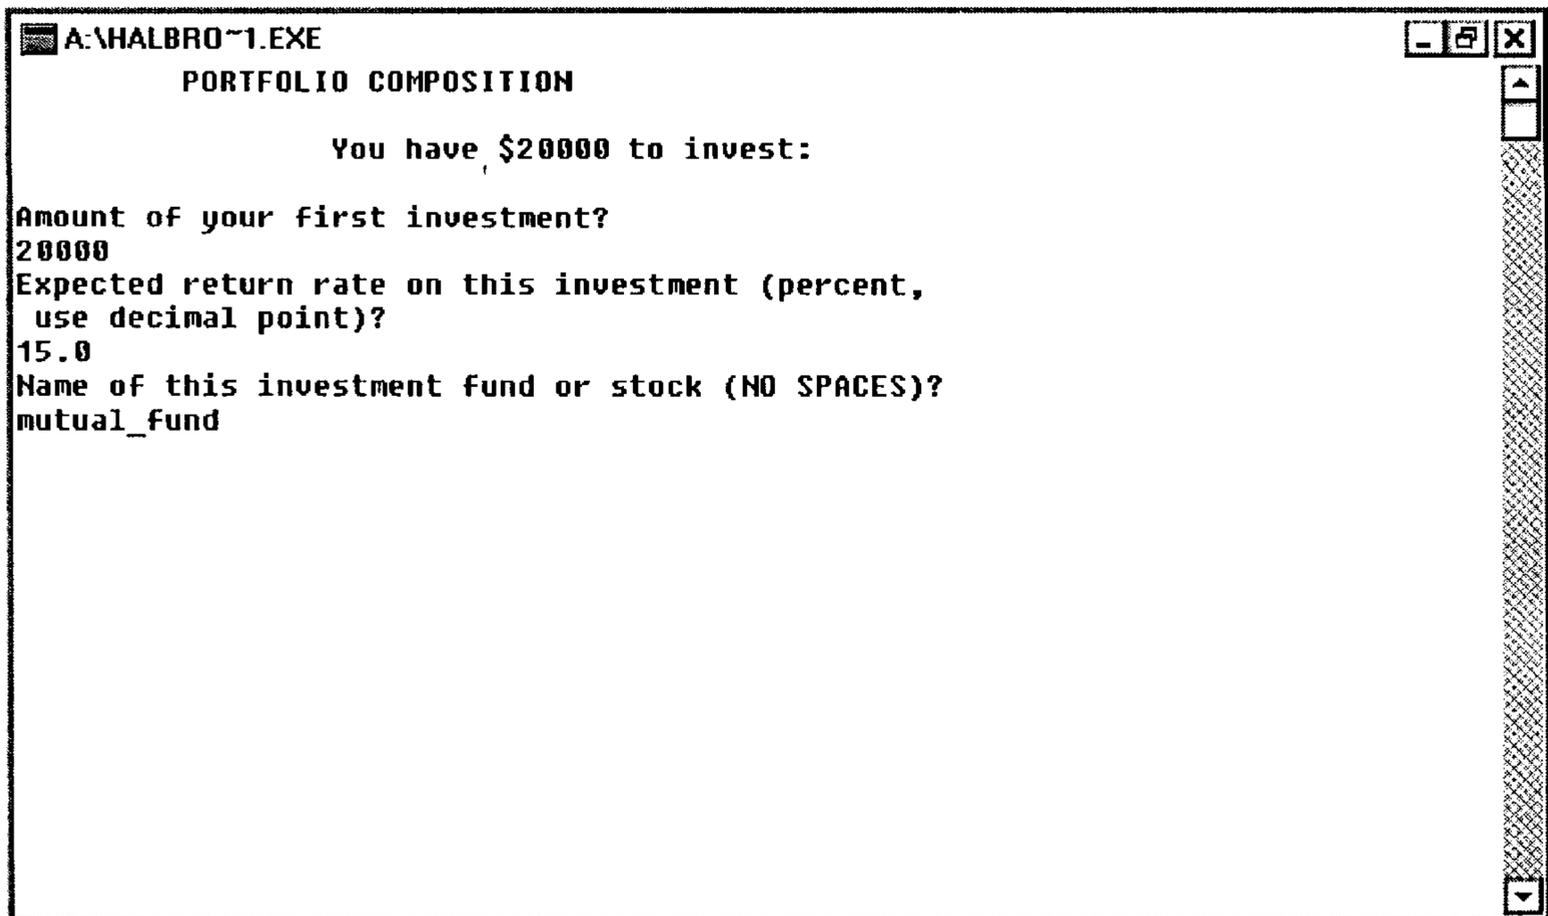 A:\HALBRO~1.EXE
PORTFOLIO COMPOSITION
You have $20000 to invest:
Amount of your first investment?
20000
Expected return rate on this investment (percent,
use decimal point)?
15.0
Name of this investment fund or stock (NO SPACES)?
mutual_fund